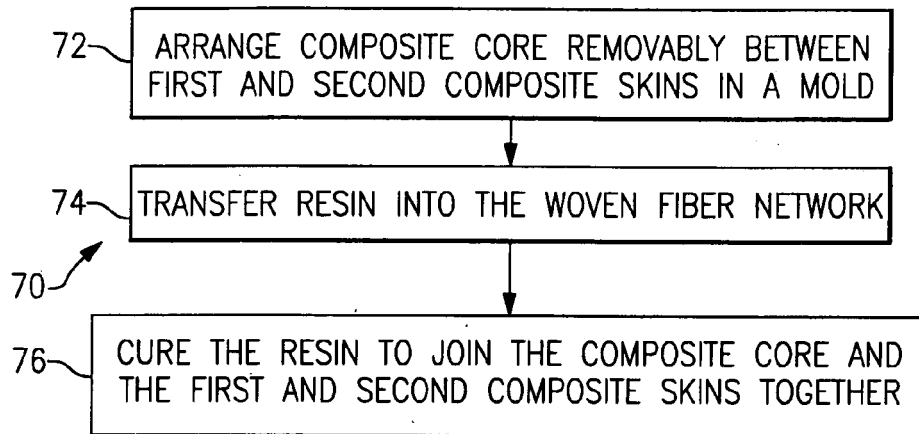 72
ARRANGE COMPOSITE CORE REMOVABLY BETWEEN
FIRST AND SECOND COMPOSITE SKINS IN A MOLD
74
TRANSFER RESIN INTO THE WOVEN FIBER NETWORK
70
76
CURE THE RESIN TO JOIN THE COMPOSITE CORE AND
THE FIRST AND SECOND COMPOSITE SKINS TOGETHER